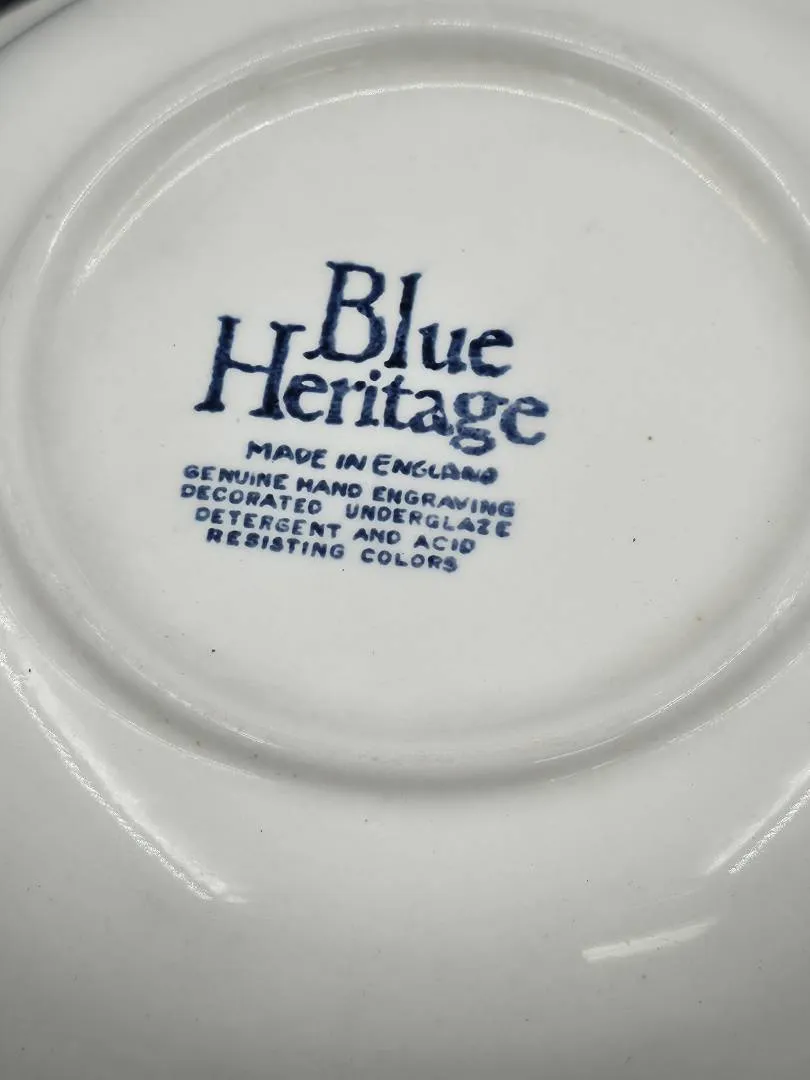 Blue
Heritage
MADE IN ENGLAND
GENUINE HAND ENGRAVING
DECORATED UNDERGLAZE
DETERGENT AND ACID
RESISTING COLORS